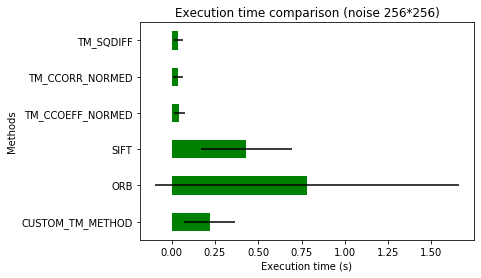 Execution time comparison (noise 256*256)
Methods
TM_SQDIFF
TM_CCORR_NORMED
TM_CCOEFF_NORMED
SIFT
ORB
CUSTOM_TM_METHOD
0.00 0.25 0.50 0.75 1.00 1.25 1.50
Execution time (s)